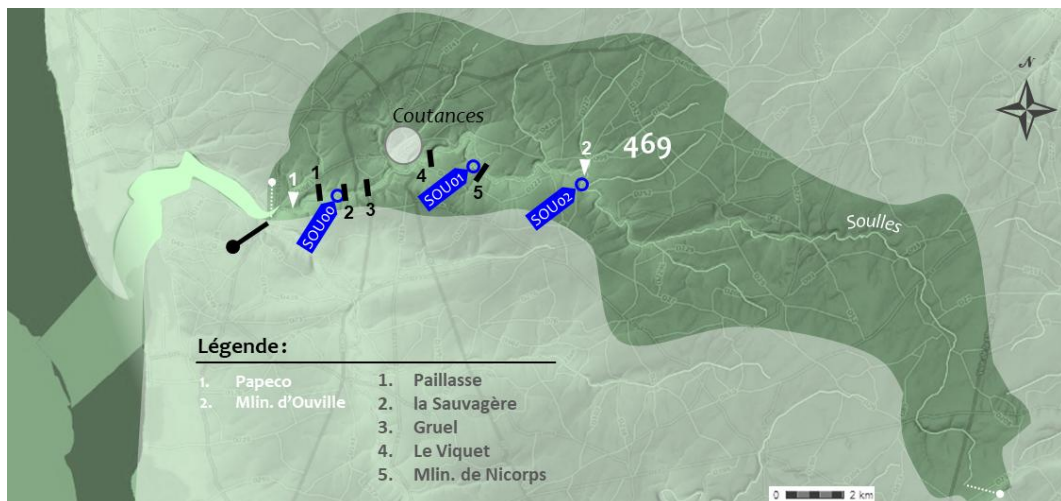 N
Coutances
469
2
1
1
2
3
4
5
SOU00
SOU01
SOU02
Soulles
Légende :
1. Papeco
2. Mlin. d'Ouville
1. Paillasse
2. la Sauvagère
3. Gruel
4. Le Viquet
5. Mlin. de Nicorps
0 2 km